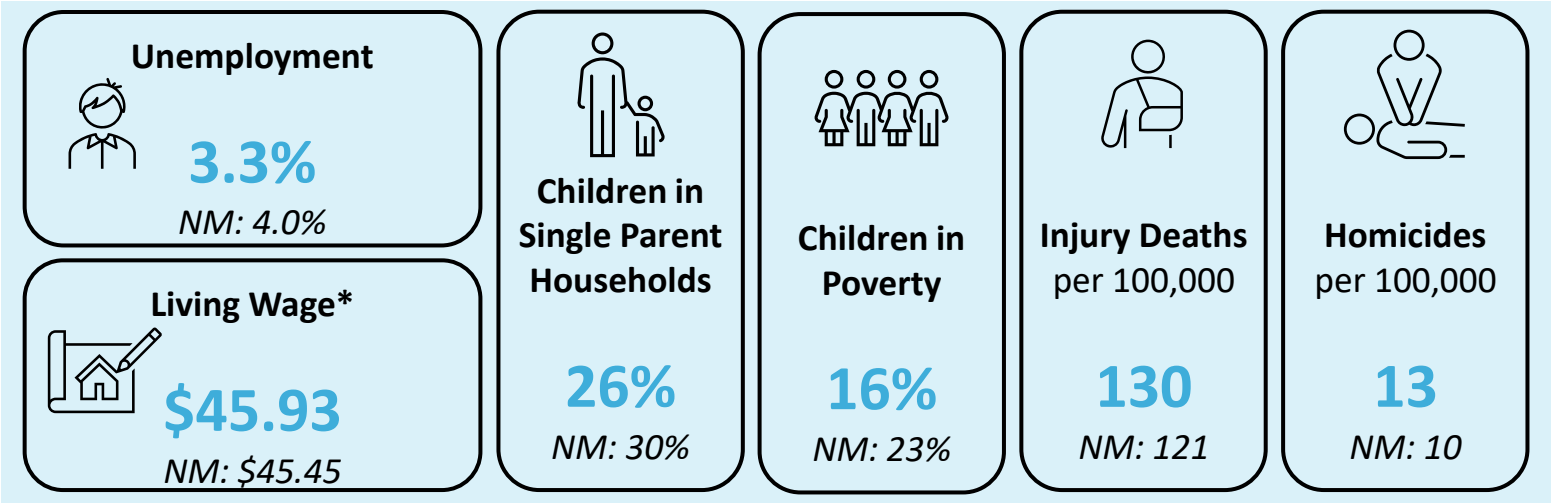 Unemployment
3.3%
NM: 4.0%
Living Wage*
$45.93
NM: $45.45
Children in
Single Parent
Households
26%
NM: 30%
Children in
Poverty
16%
NM: 23%
Injury Deaths
per 100,000
130
NM: 121
Homicides
per 100,000
13
NM: 10